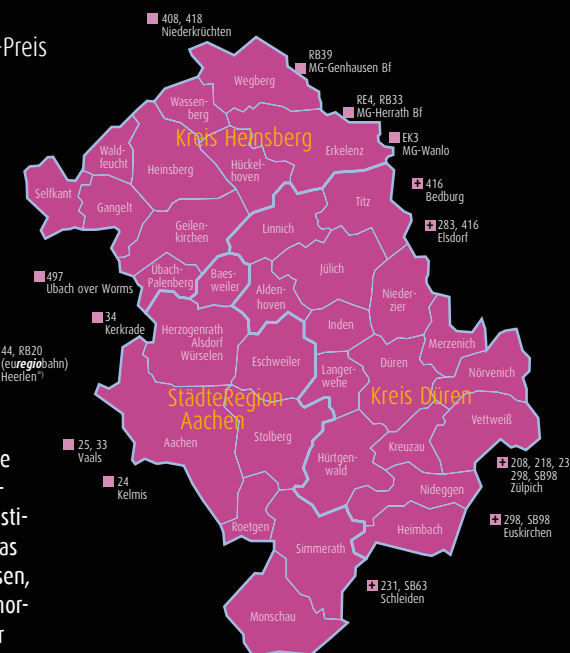 -Preis
408, 418
Niederkrüchten
RB39
MG-Genhausen Bf
RE4, RB33
MG-Herrath Bf
EK3
MG-Wanlo
416
Bedburg
283, 416
Elsdorf
Kreis Heinsberg
Wegberg
Wassen-
berg
Wald-
feucht
Heinsberg
Hückel-
hoven
Erkelenz
Selfkant
Gangelt
Geilen-
kirchen
Übach-
Palenberg
497
Übach over Worms
34
Kerkrade
44, RB20
(euregiobahn)
Heerlen*)
Titz
Linnich
Jülich
Baes-
weiler
Alden-
hoven
Nieder-
zier
Inden
Merzenich
Herzogenrath
Alsdorf
Würselen
Eschweiler
Langer-
wehe
Düren
Nörvenich
StädteRegion
Aachen
Kreis Düren
Vettweiß
Aachen
Stolberg
Kreuzau
Hürtgen-
wald
Nideggen
25, 33
Vaals
24
Kelmis
208, 218, 23
298, SB98
Zülpich
298, SB98
Euskirchen
Roetgen
Simmerath
Heimbach
231, SB63
Schleiden
Monschau
e
-
sti-
as
sen,
nor-
r